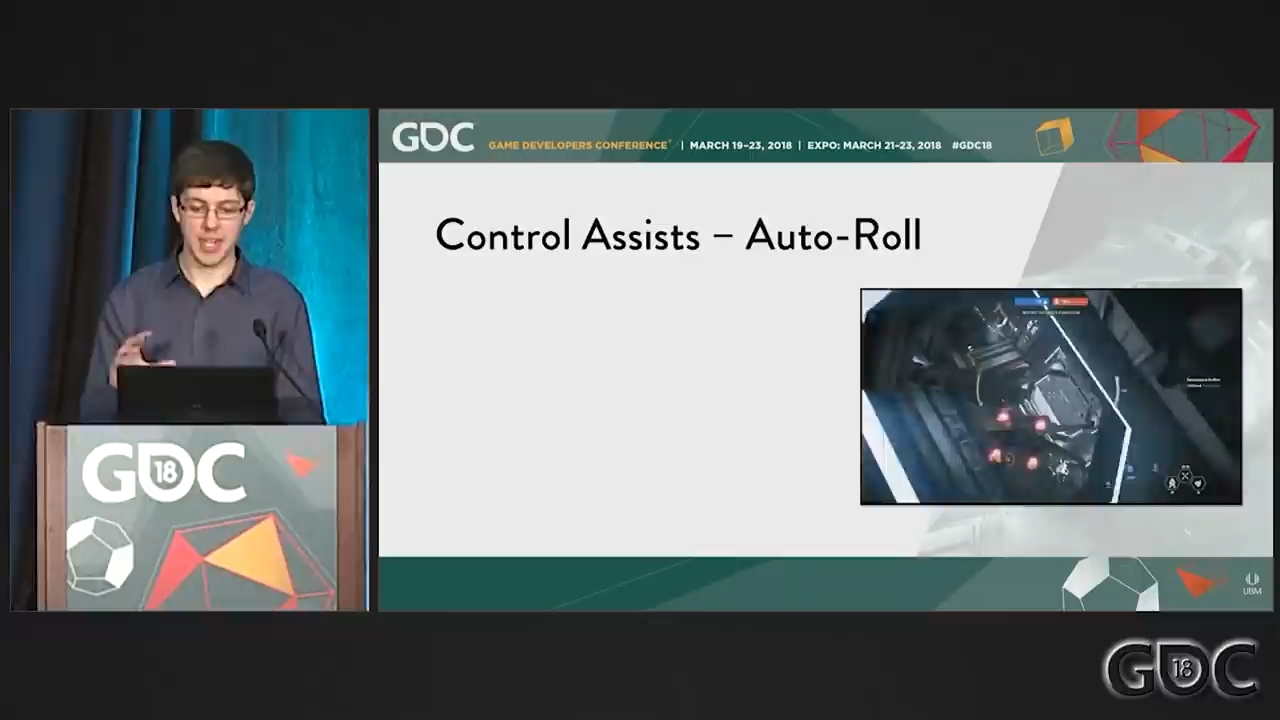 GDC
GAME DEVELOPERS CONFERENCE | MARCH 19–23, 2018 | EXPO: MARCH 21–23, 2018 #GDC18
Control Assists – Auto-Roll
GDC
18
UBM
GDC
18